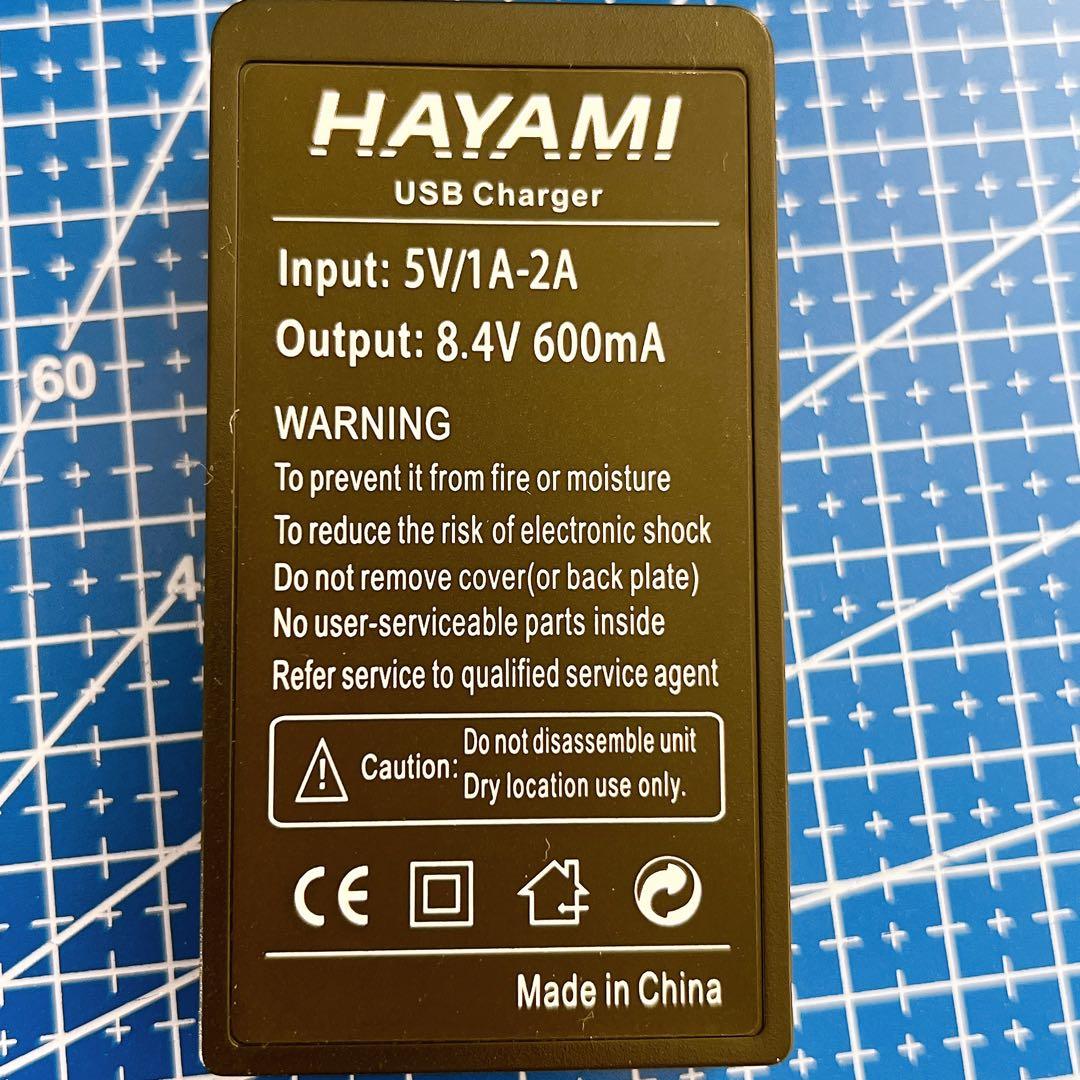 HAYAMI
USB Charger
Input: 5V/1A-2A
Output: 8.4V 600mA
WARNING
To prevent it from fire or moisture
To reduce the risk of electronic shock
Do not remove cover(or back plate)
No user-serviceable parts inside
Refer service to qualified service agent
Caution: Do not disassemble unit
Dry location use only.
CE
Made in China
60